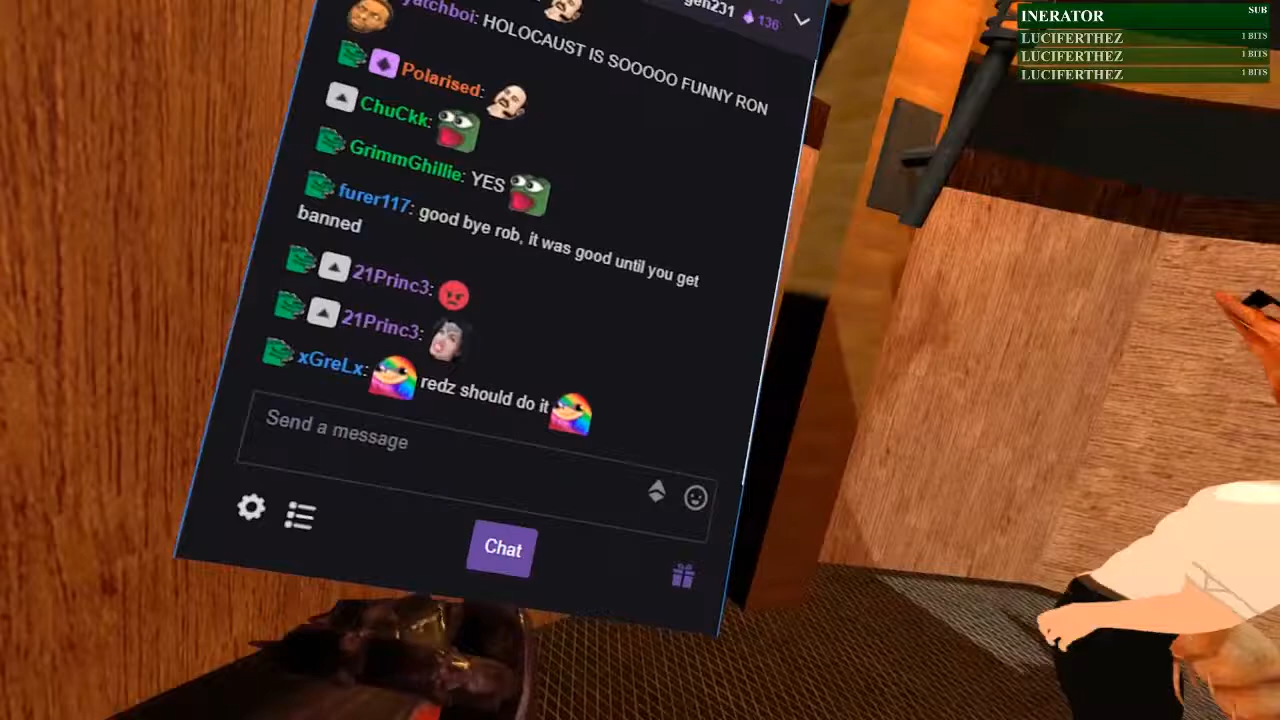 gen231 136
yatchboi: HOLOCAUST IS SOOOOO FUNNY RON
Polarised:
ChuCkk:
GrimmGhillie: YES
furer117: good bye rob, it was good until you get
banned
21Princ3:
21Princ3:
xGreLx: redz should do it
Send a message
Chat
INERATOR SUB
LUCIFERTHEZ 1 BITS
LUCIFERTHEZ 1 BITS
LUCIFERTHEZ 1 BITS